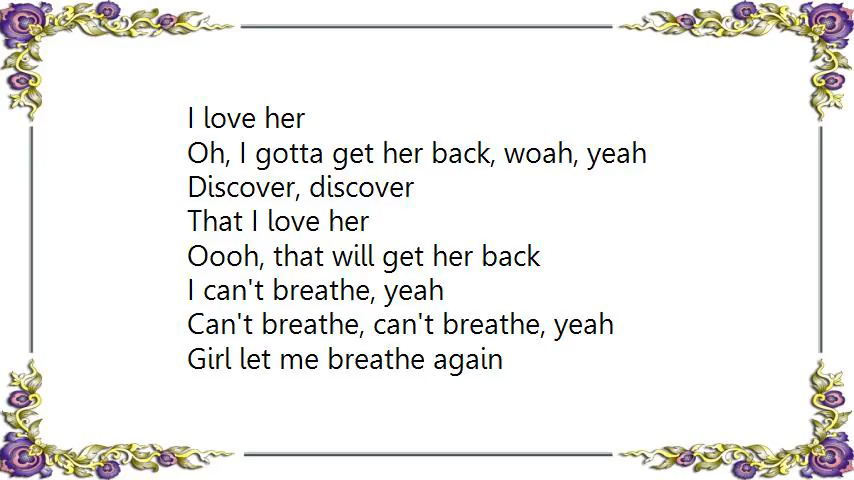 I love her
Oh, I gotta get her back, woah, yeah
Discover, discover
That I love her
Oooh, that will get her back
I can't breathe, yeah
Can't breathe, can't breathe, yeah
Girl let me breathe again